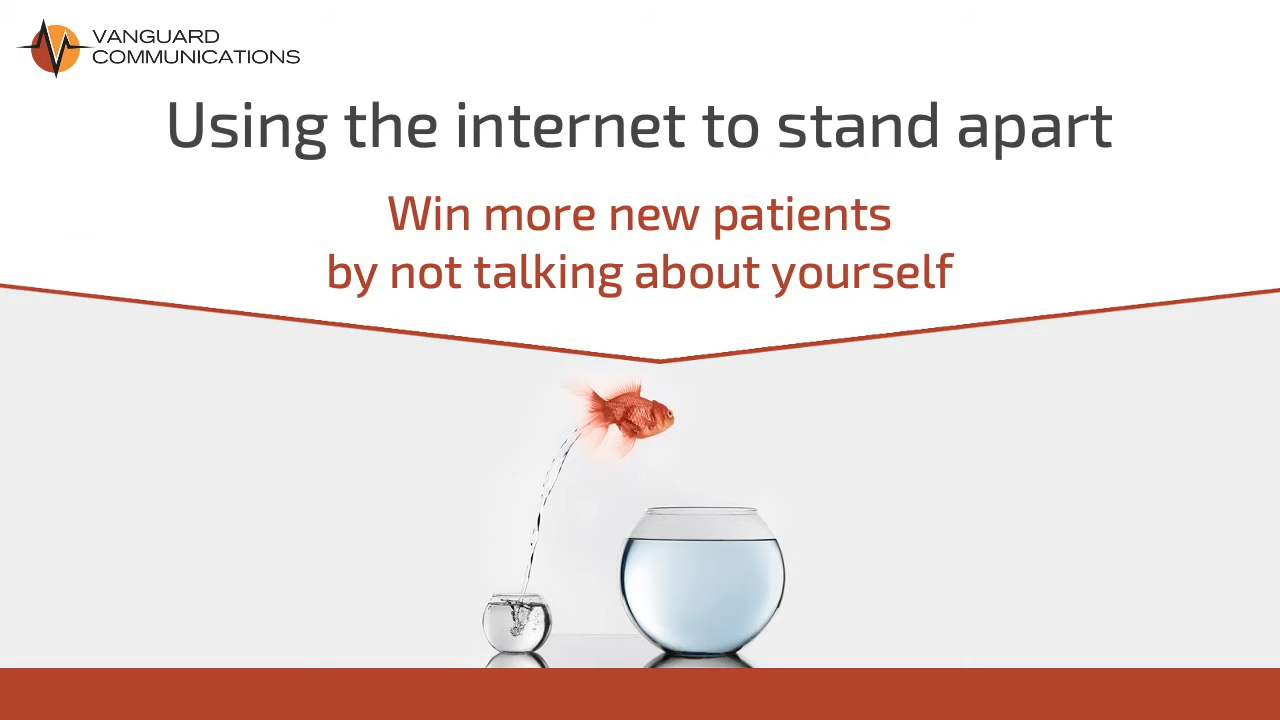 VANGUARD
COMMUNICATIONS
Using the internet to stand apart
Win more new patients
by not talking about yourself